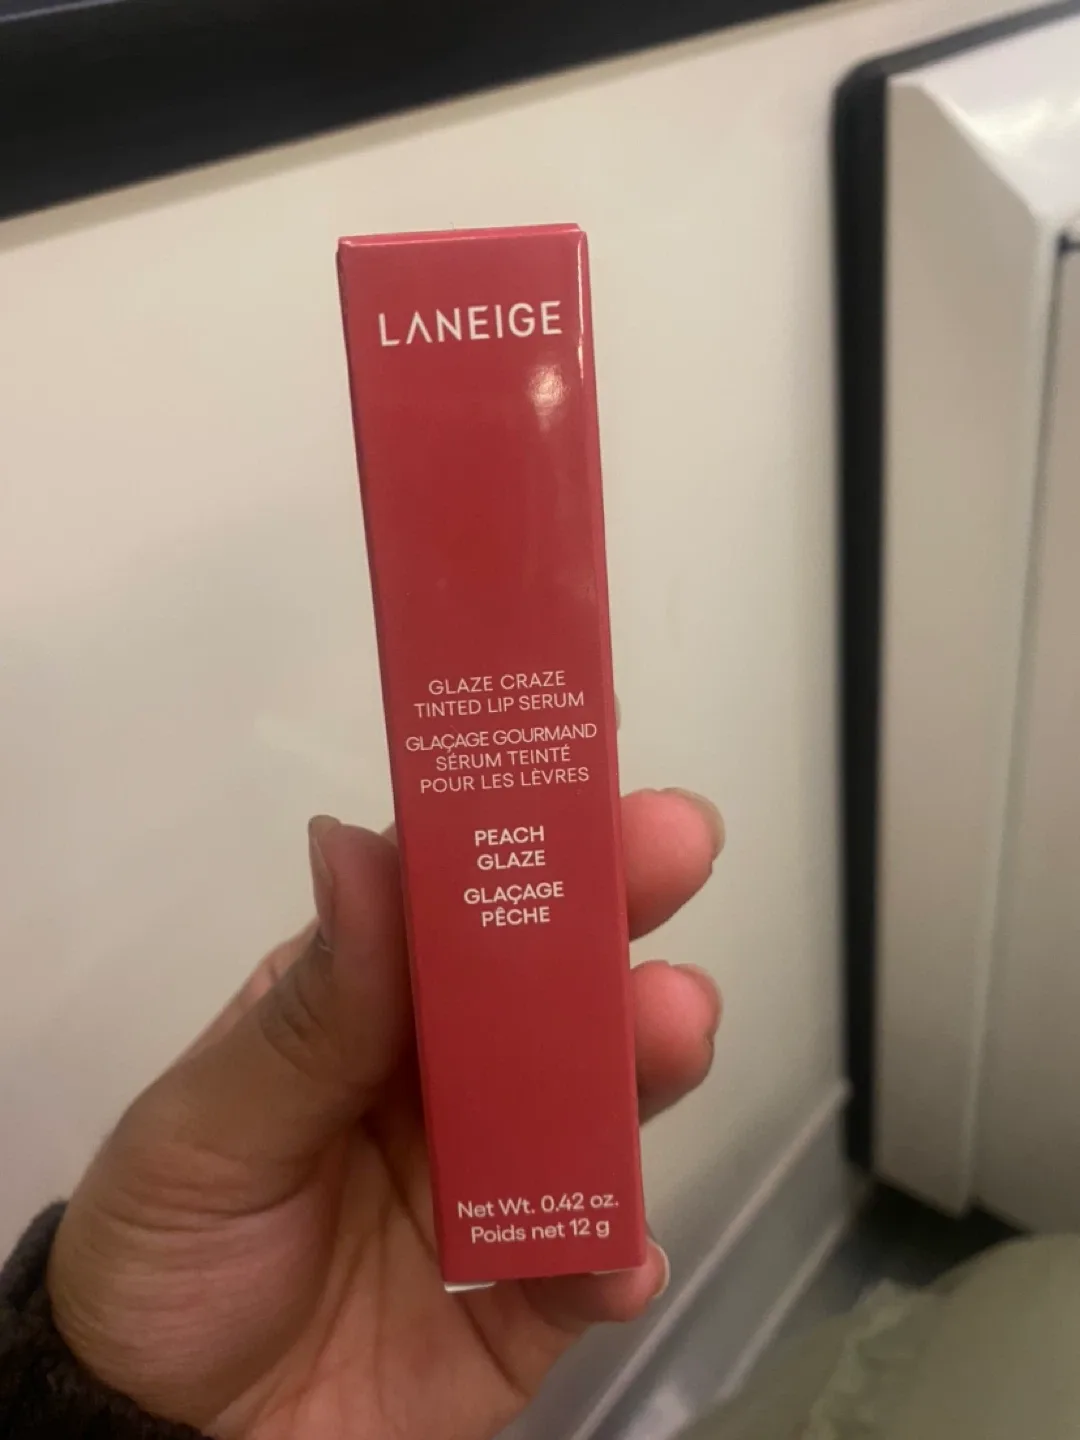 LANEIGE
GLAZE CRAZE
TINTED LIP SERUM
GLAÇAGE GOURMAND
SÉRUM TEINTÉ
POUR LES LÈVRES
PEACH
GLAZE
GLAÇAGE
PÊCHE
Net Wt. 0.42 oz.
Poids net 12 g